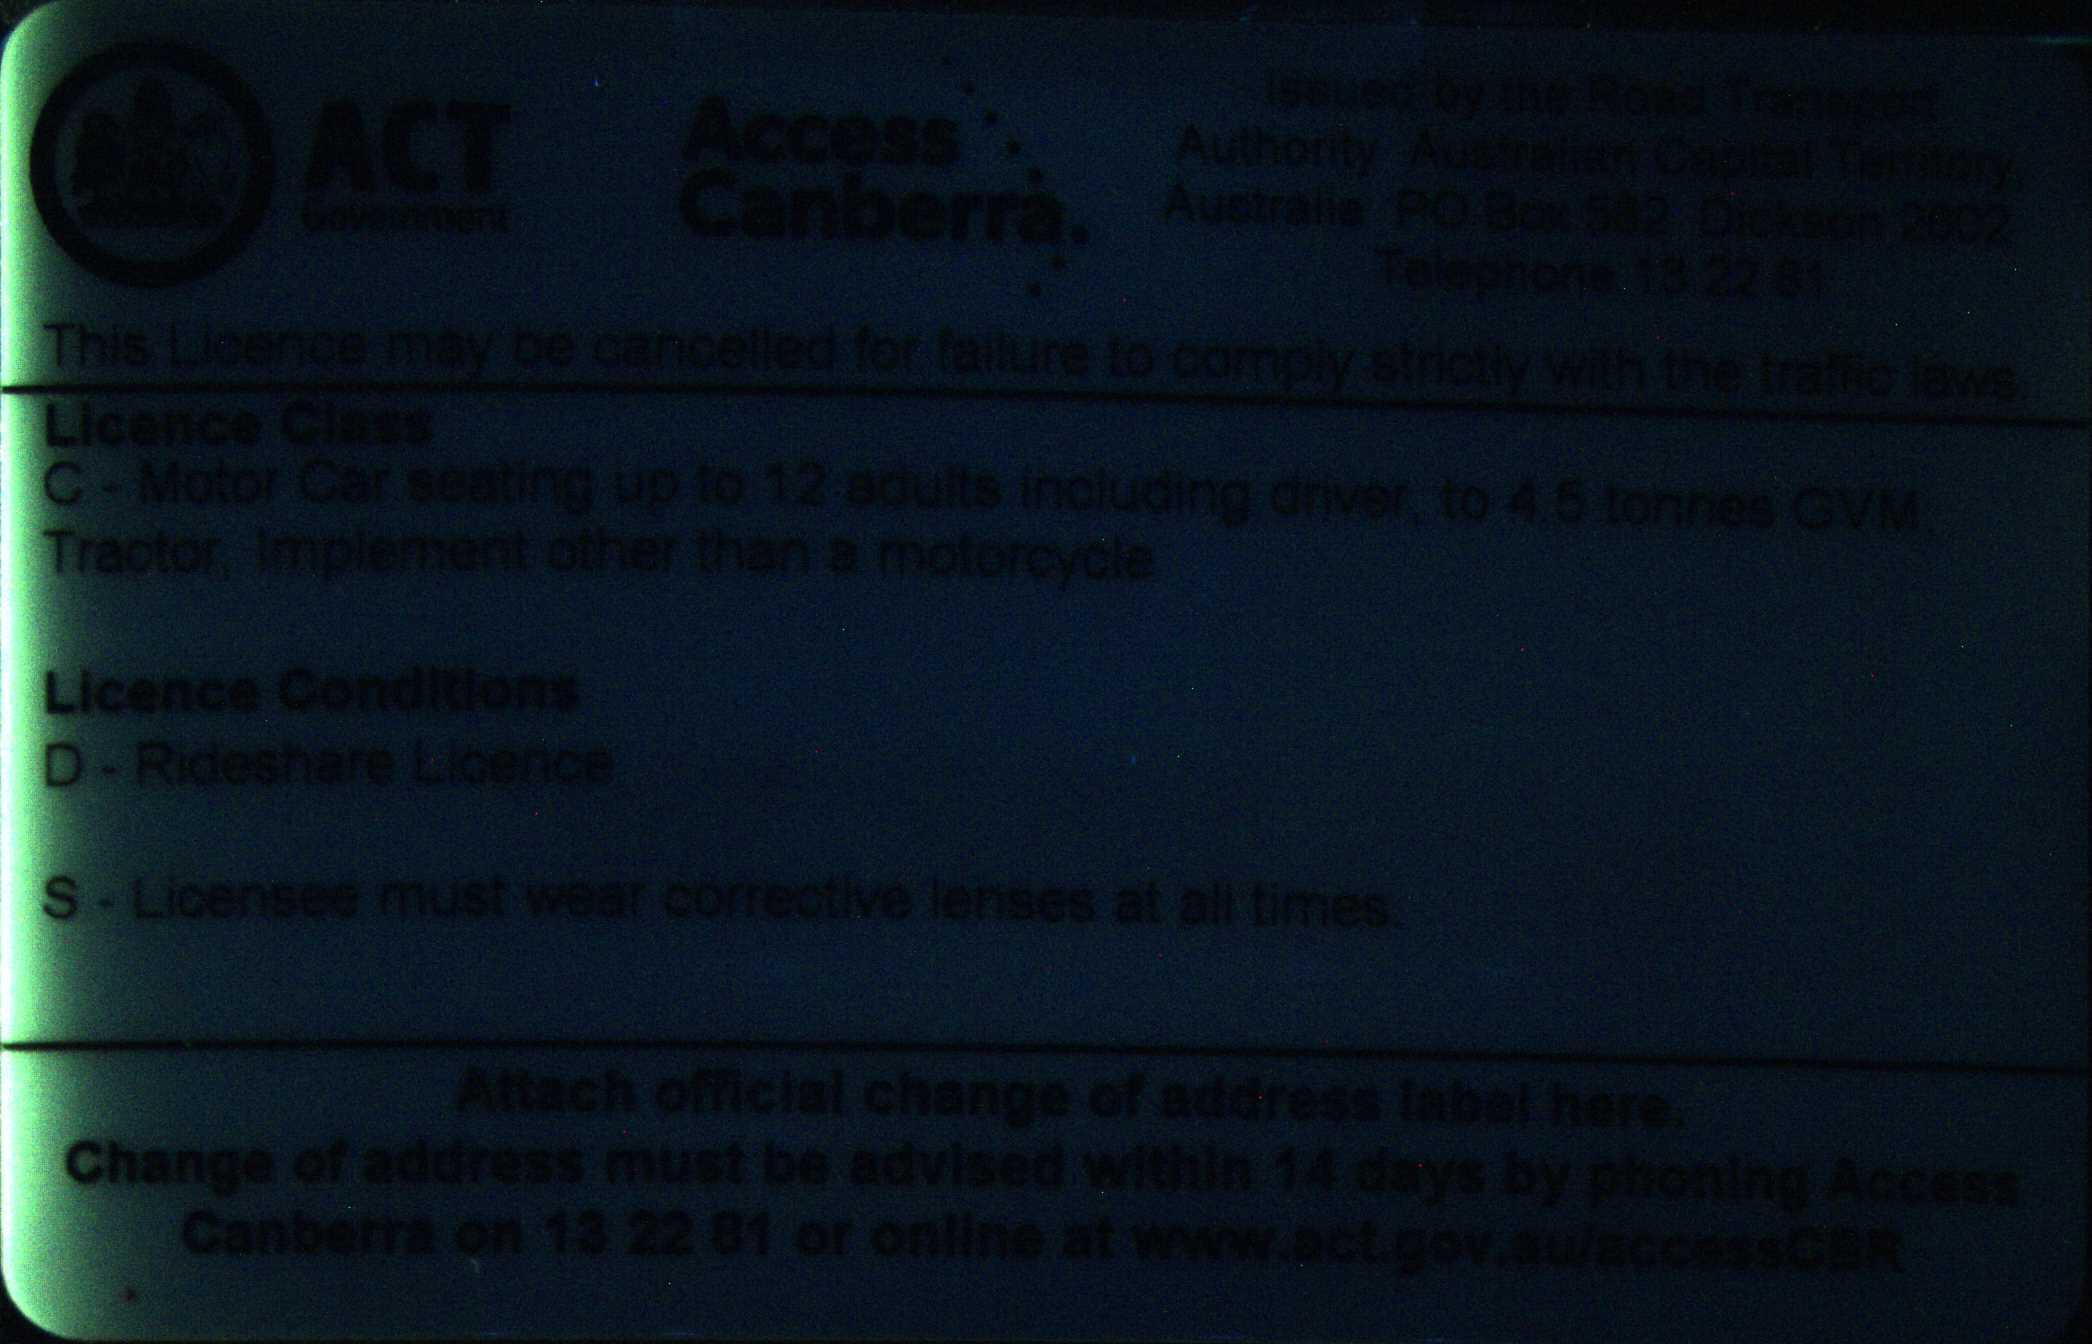 ACT
Government
Access
Canberra.
Issued by the Road Transport
Authority Australian Capital Territory,
Australia PO Box 582 Dickson 2602
Telephone 13 22 81
This Licence may be cancelled for failure to comply strictly with the traffic laws.
Licence Class
C - Motor Car seating up to 12 adults including driver, to 4.5 tonnes GVM,
Tractor, Implement other than a motorcycle
Licence Conditions
D - Rideshare Licence
S - Licensee must wear corrective lenses at all times.
Attach official change of address label here.
Change of address must be advised within 14 days by phoning Access
Canberra on 13 22 81 or online at www.act.gov.au/accessCBR